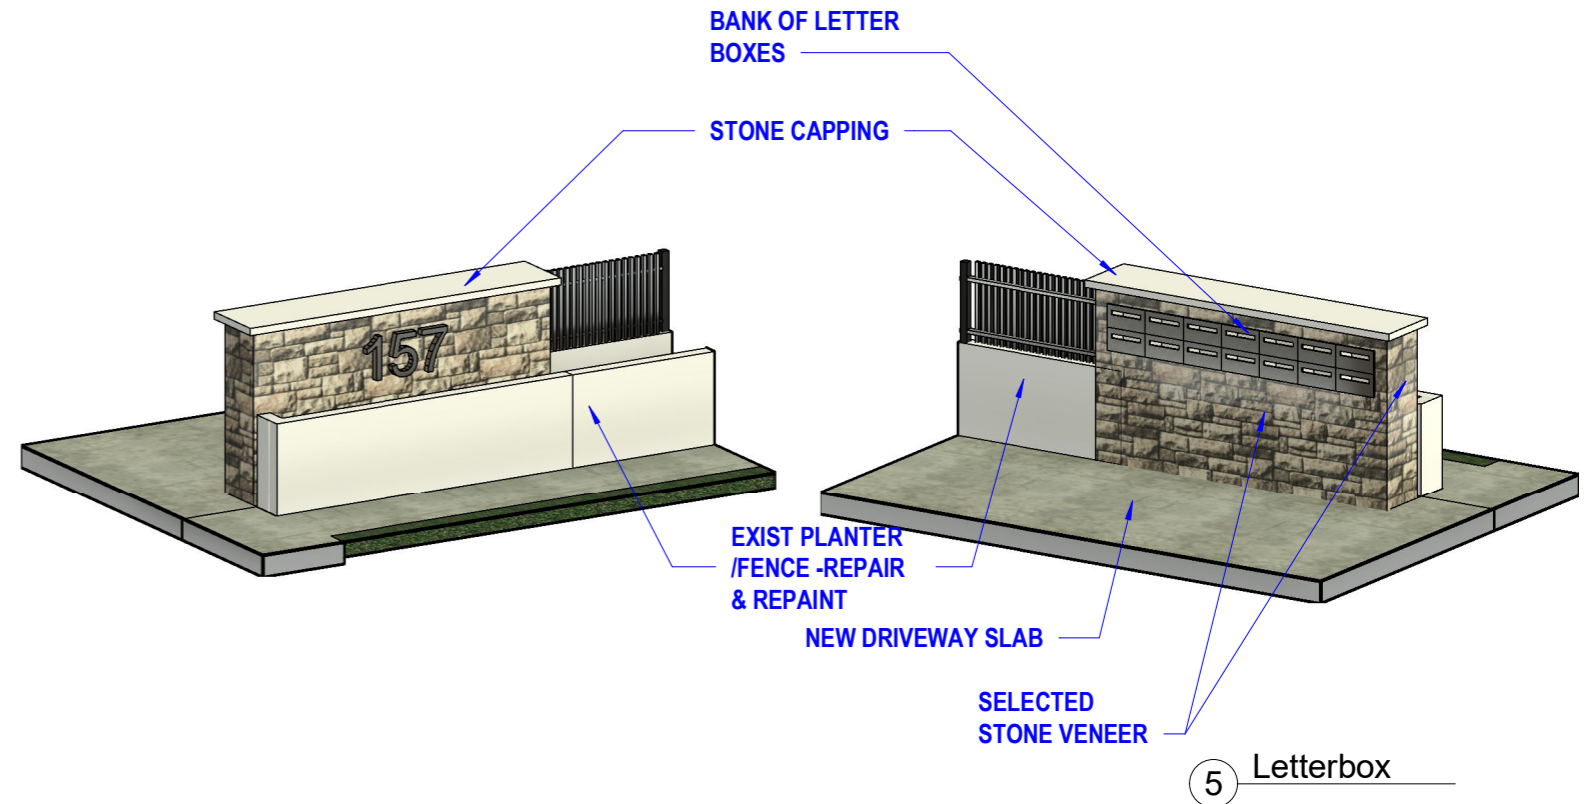 BANK OF LETTER
BOXES
STONE CAPPING
157
EXIST PLANTER
/FENCE -REPAIR
& REPAINT
NEW DRIVEWAY SLAB
SELECTED
STONE VENEER
5 Letterbox